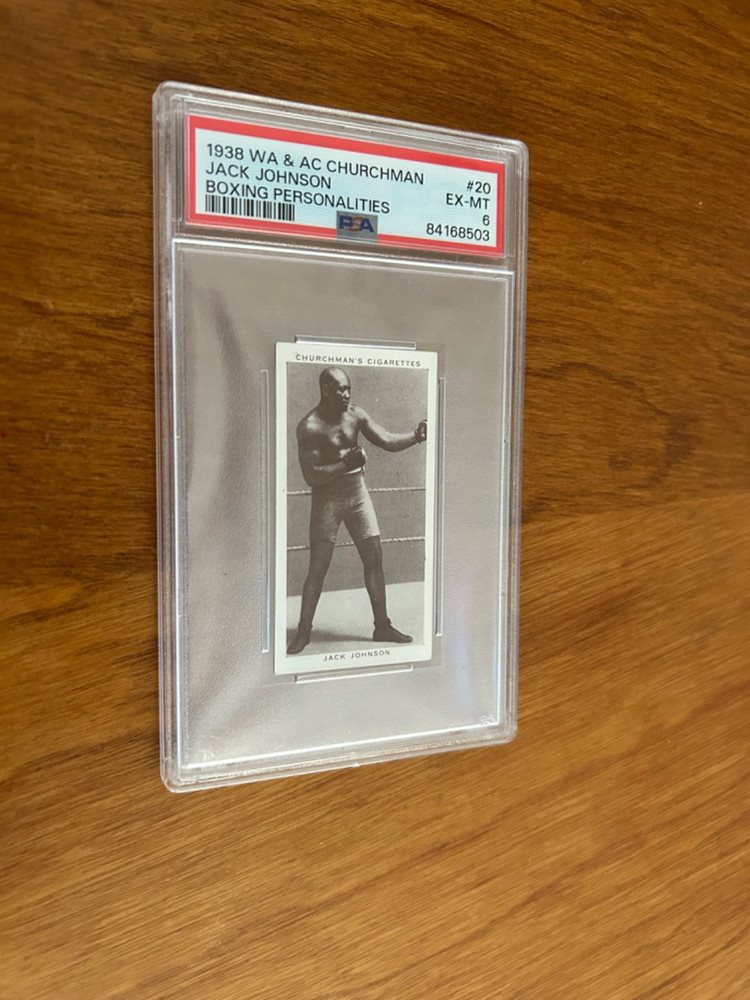 1938 WA & AC CHURCHMAN #20
JACK JOHNSON EX-MT
BOXING PERSONALITIES 6
PSA 84168503
CHURCHMAN'S CIGARETTES
JACK JOHNSON